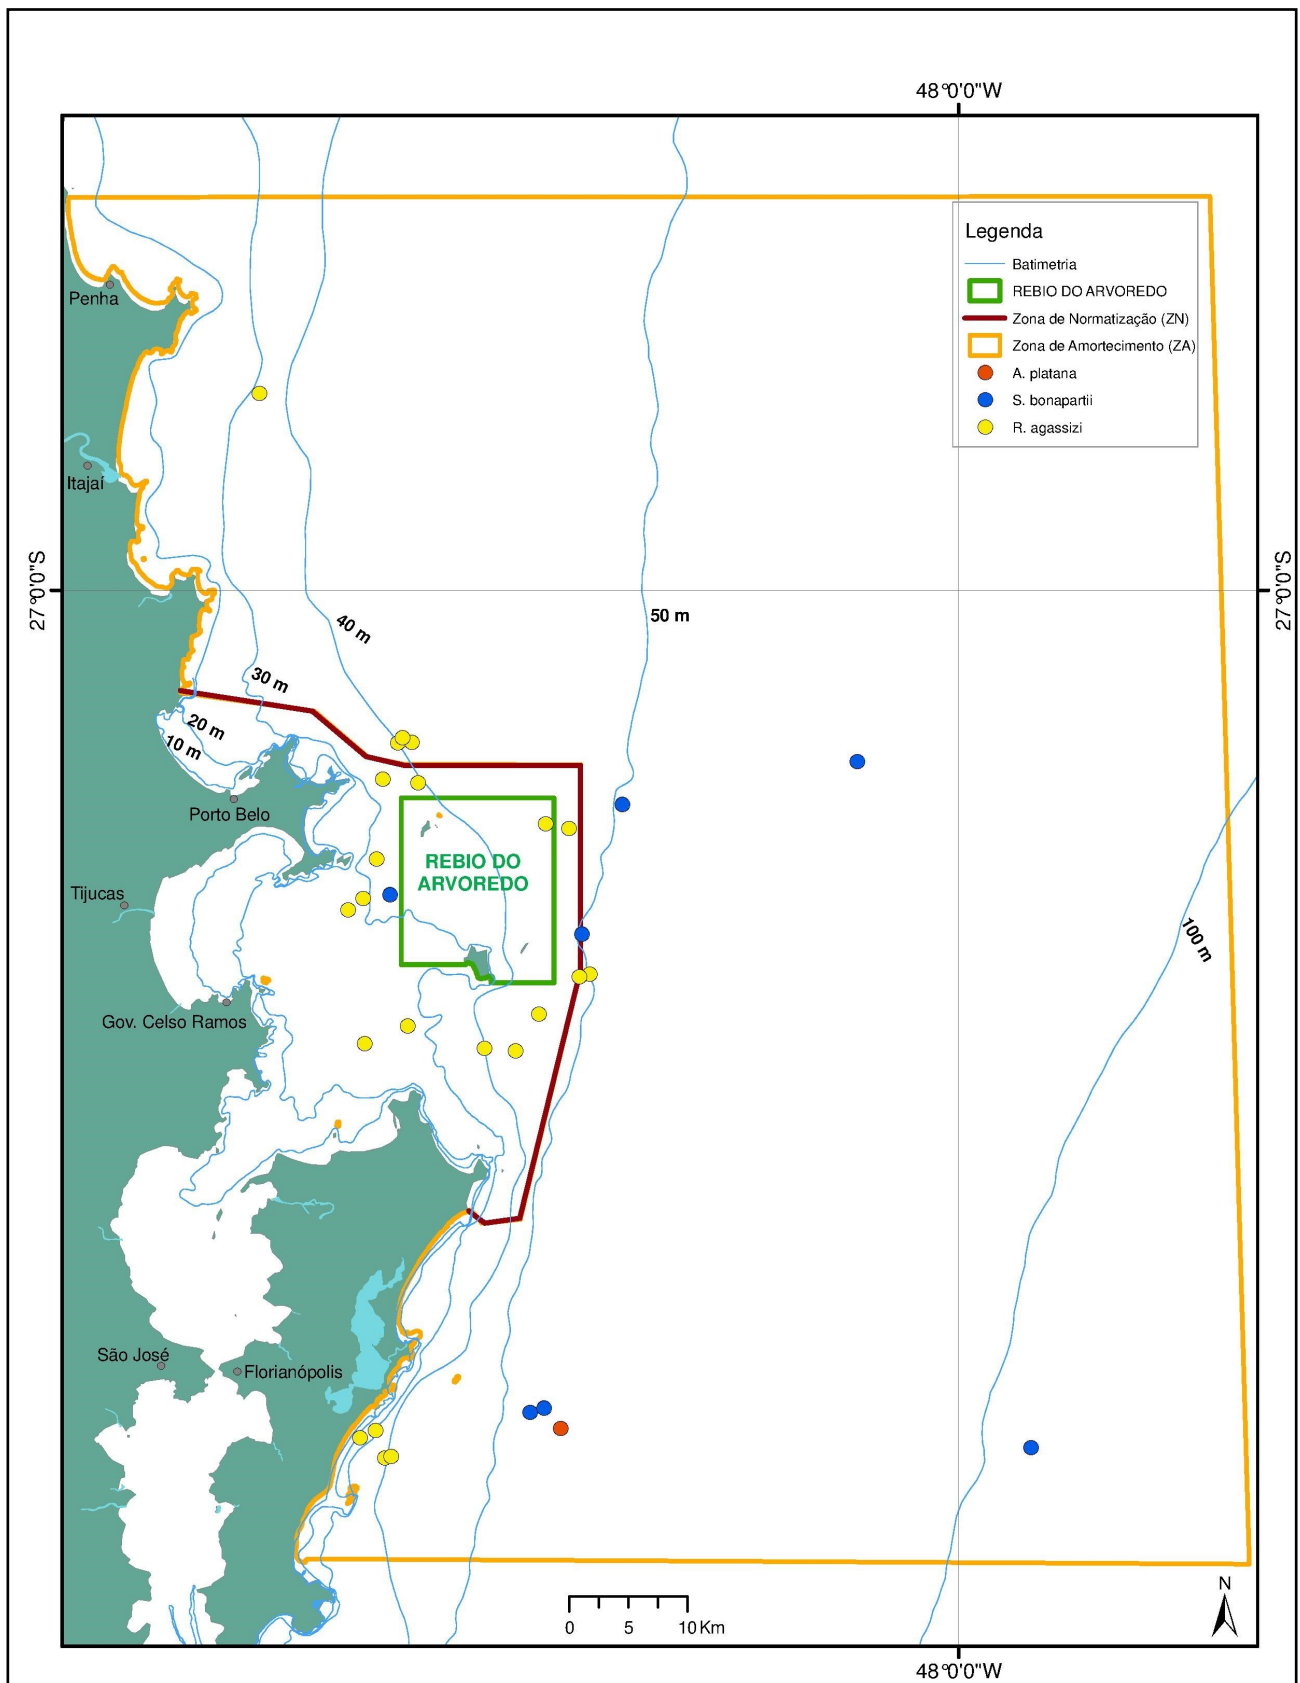 48°0'0"W
Legenda
Batimetria
REBIO DO ARVOREDO
Zona de Normatização (ZN)
Zona de Amortecimento (ZA)
A. platana
S. bonapartii
R. agassizi
Penha
Itajaí
27°0'0"S
27°0'0"S
40 m
50 m
30 m
20 m
10 m
Porto Belo
REBIO DO
ARVOREDO
Tijucas
100 m
Gov. Celso Ramos
São José
Florianópolis
N
0 5 10 Km
48°0'0"W